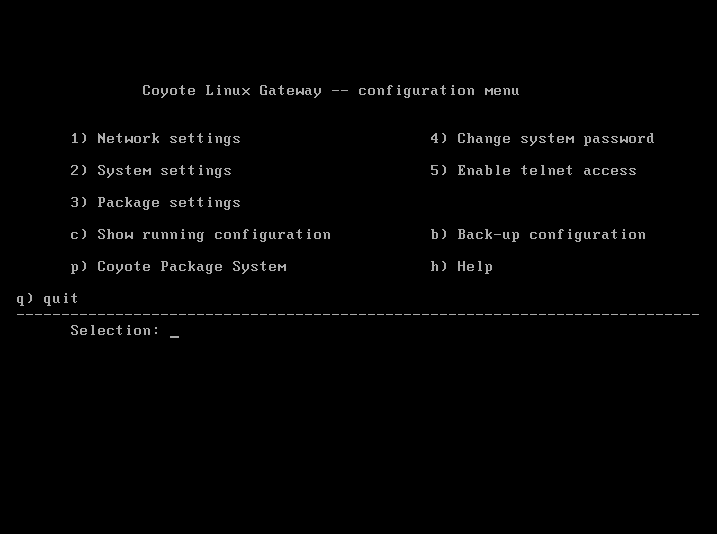 Coyote Linux Gateway -- configuration menu
1) Network settings 4) Change system password
2) System settings 5) Enable telnet access
3) Package settings
c) Show running configuration b) Back-up configuration
p) Coyote Package System h) Help
q) quit
----------------------------------------------------------------------------
Selection: _